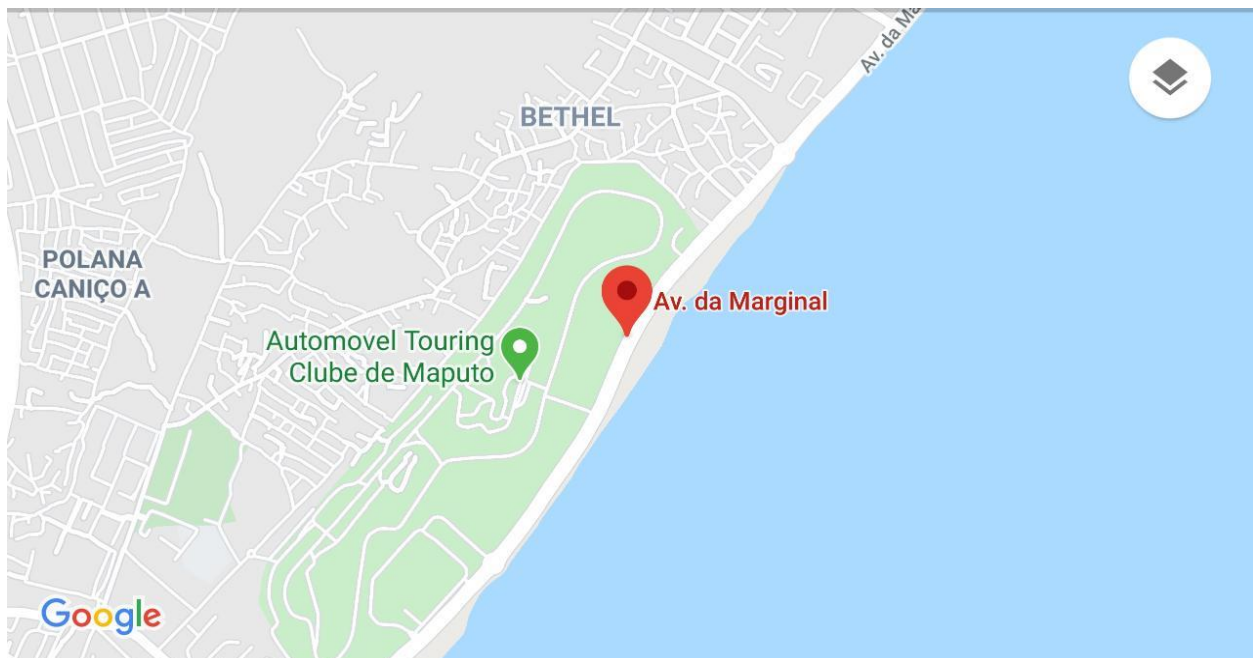 Av. da Ma
BETHEL
POLANA
CANIÇO A
Av. da Marginal
Automovel Touring
Clube de Maputo
Google